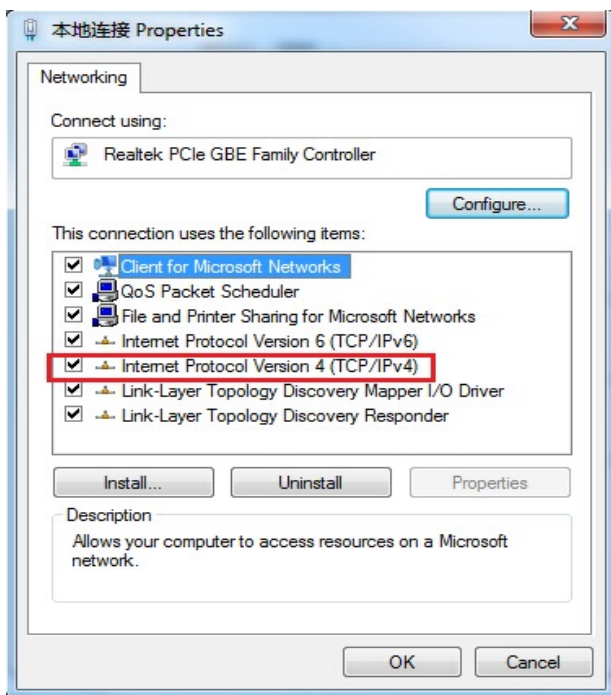 本地连接 Properties
Networking
Connect using:
Realtek PCIe GBE Family Controller
Configure...
This connection uses the following items:
Client for Microsoft Networks
QoS Packet Scheduler
File and Printer Sharing for Microsoft Networks
Internet Protocol Version 6 (TCP/IPv6)
Internet Protocol Version 4 (TCP/IPv4)
Link-Layer Topology Discovery Mapper I/O Driver
Link-Layer Topology Discovery Responder
Install... Uninstall Properties
Description
Allows your computer to access resources on a Microsoft
network.
OK Cancel